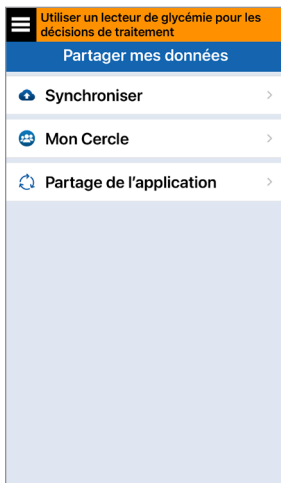 Utiliser un lecteur de glycémie pour les
décisions de traitement
Partager mes données
Synchroniser
Mon Cercle
Partage de l’application